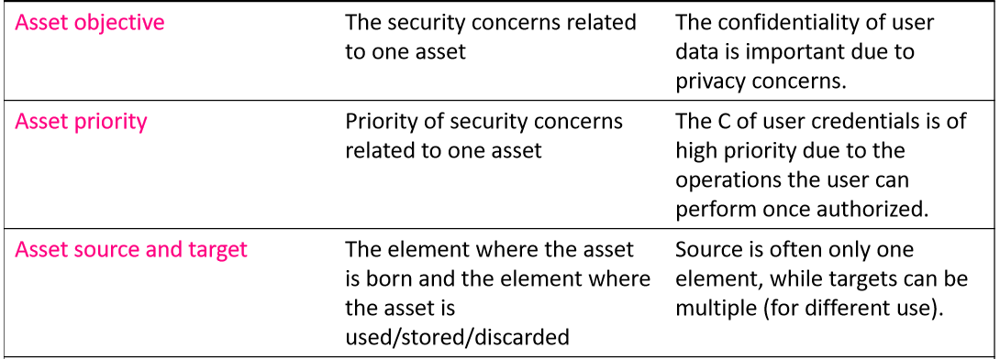 Asset objective
The security concerns related
to one asset
The confidentiality of user
data is important due to
privacy concerns.
Asset priority
Priority of security concerns
related to one asset
The C of user credentials is of
high priority due to the
operations the user can
perform once authorized.
Asset source and target
The element where the asset
is born and the element where
the asset is
used/stored/discarded
Source is often only one
element, while targets can be
multiple (for different use).